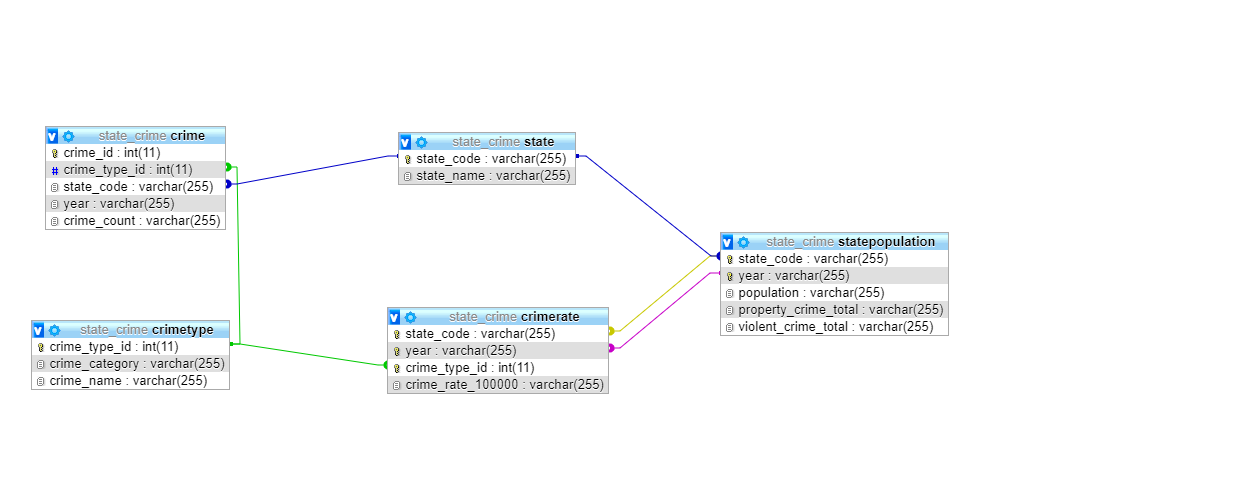 state_crime crime
crime_id : int(11)
# crime_type_id : int(11)
state_code : varchar(255)
year : varchar(255)
crime_count : varchar(255)
state_crime state
state_code : varchar(255)
state_name : varchar(255)
state_crime statepopulation
state_code : varchar(255)
year : varchar(255)
population : varchar(255)
property_crime_total : varchar(255)
violent_crime_total : varchar(255)
state_crime crimetype
crime_type_id : int(11)
crime_category : varchar(255)
crime_name : varchar(255)
state_crime crimerate
state_code : varchar(255)
year : varchar(255)
crime_type_id : int(11)
crime_rate_100000 : varchar(255)